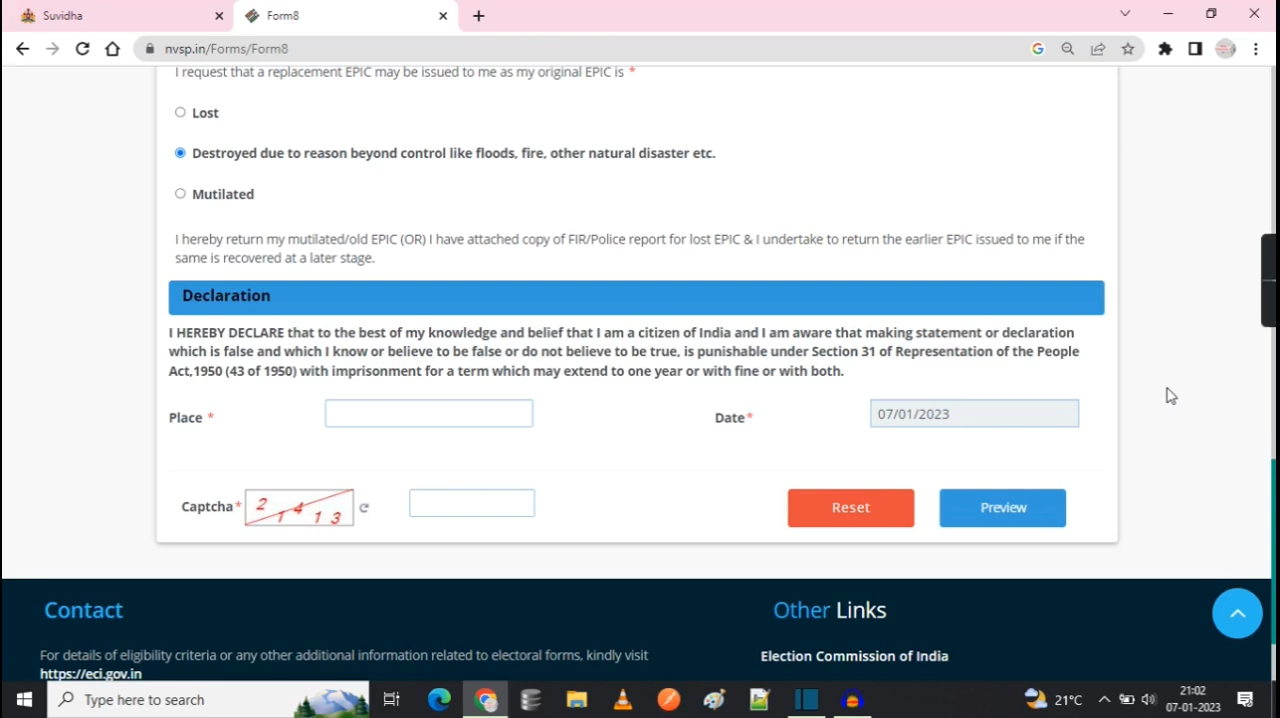 Suvidha
Form8
nvsp.in/Forms/Form8
I request that a replacement EPIC may be issued to me as my original EPIC is *
Lost
Destroyed due to reason beyond control like floods, fire, other natural disaster etc.
Mutilated
I hereby return my mutilated/old EPIC (OR) I have attached copy of FIR/Police report for lost EPIC & I undertake to return the earlier EPIC issued to me if the
same is recovered at a later stage.
Declaration
I HEREBY DECLARE that to the best of my knowledge and belief that I am a citizen of India and I am aware that making statement or declaration
which is false and which I know or believe to be false or do not believe to be true, is punishable under Section 31 of Representation of the People
Act,1950 (43 of 1950) with imprisonment for a term which may extend to one year or with fine or with both.
Place * Date* 07/01/2023
Captcha* 21413 Reset Preview
Contact Other Links
For details of eligibility criteria or any other additional information related to electoral forms, kindly visit
https://eci.gov.in
Election Commission of India
Type here to search 21°C 21:02
07-01-2023